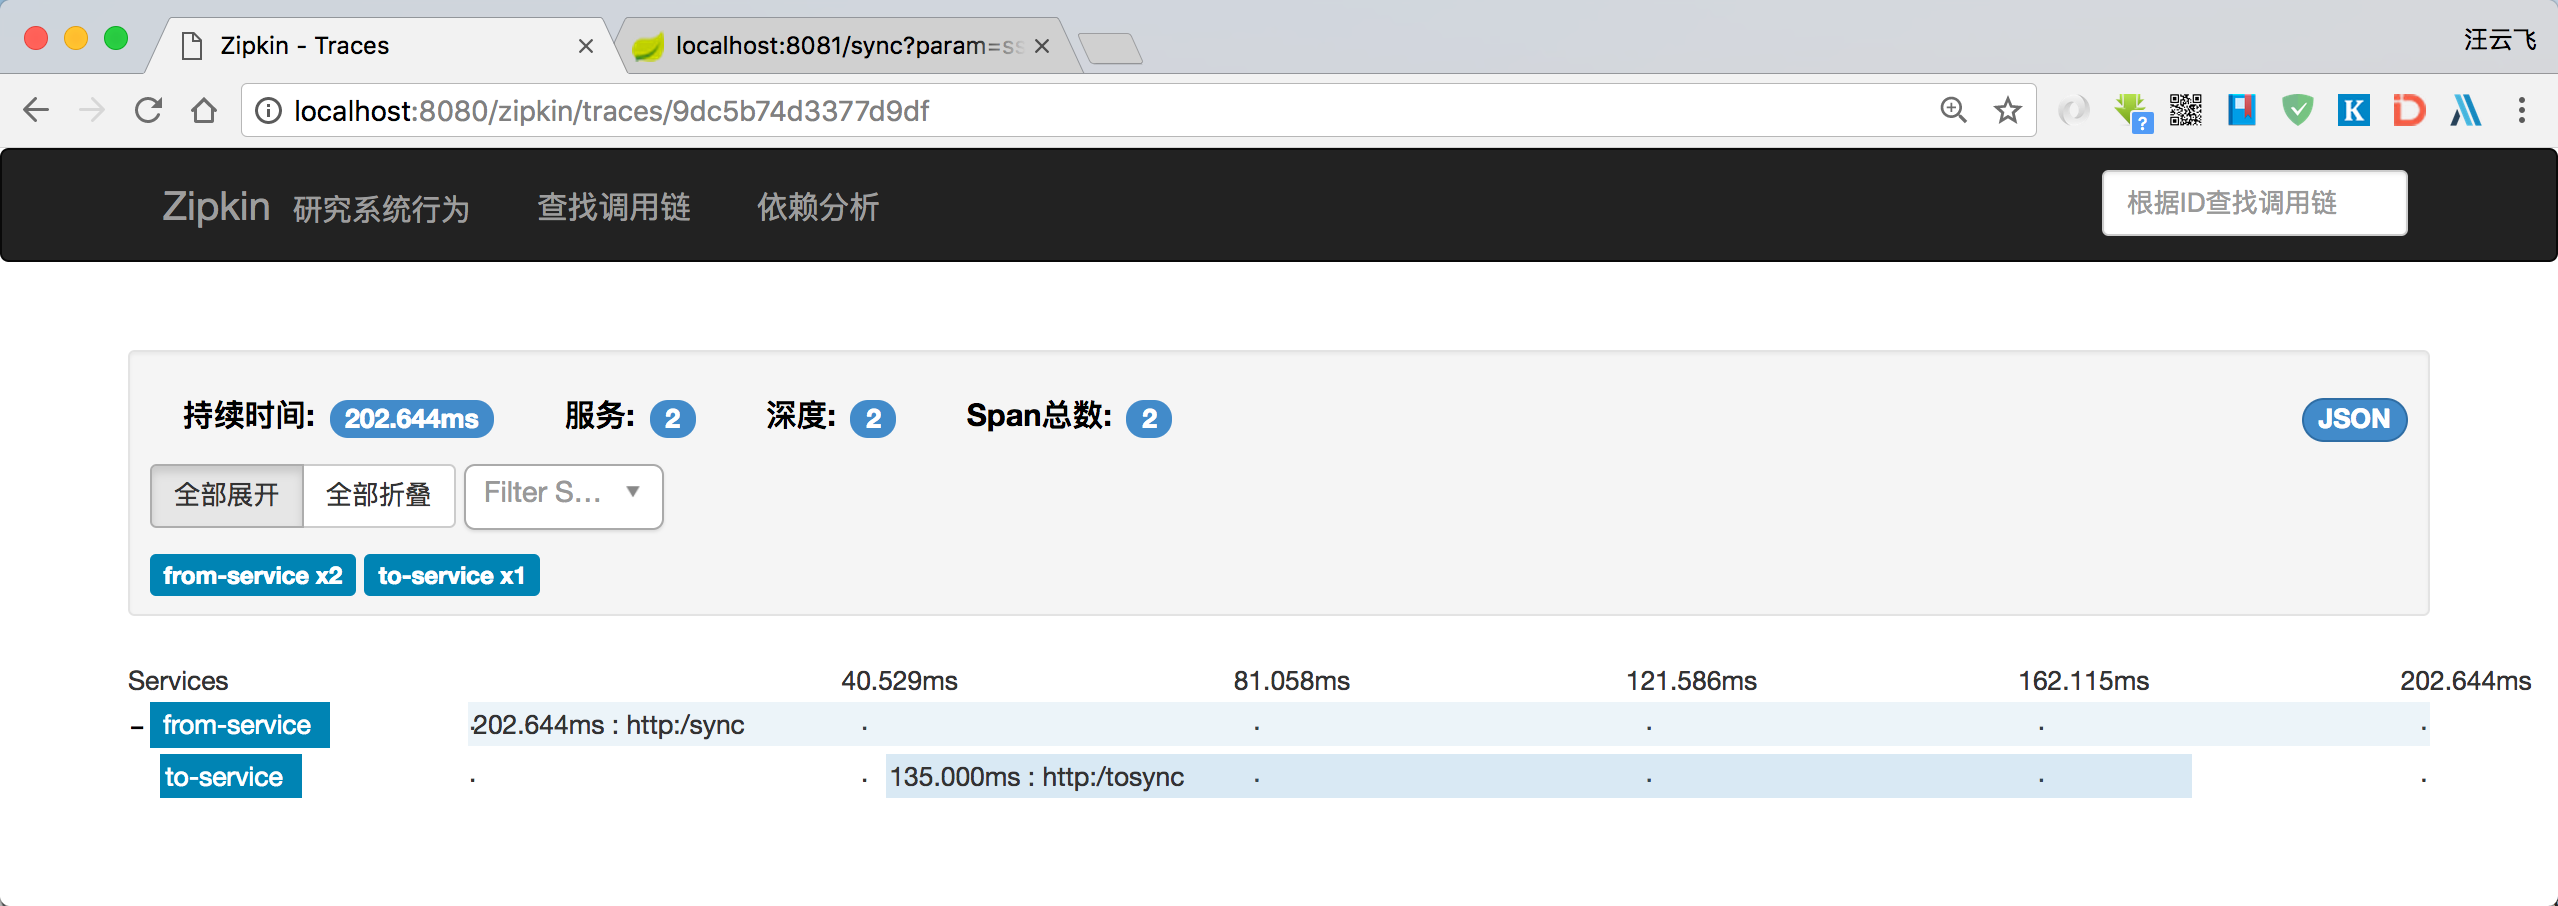 Zipkin - Traces
localhost:8081/sync?param=ss
汪云飞
localhost:8080/zipkin/traces/9dc5b74d3377d9df
Zipkin 研究系统行为 查找调用链 依赖分析 根据ID查找调用链
持续时间: 202.644ms 服务: 2 深度: 2 Span总数: 2 JSON
全部展开 全部折叠 Filter S...
from-service x2 to-service x1
Services 40.529ms 81.058ms 121.586ms 162.115ms 202.644ms
- from-service 202.644ms : http:/sync
to-service 135.000ms : http:/tosync